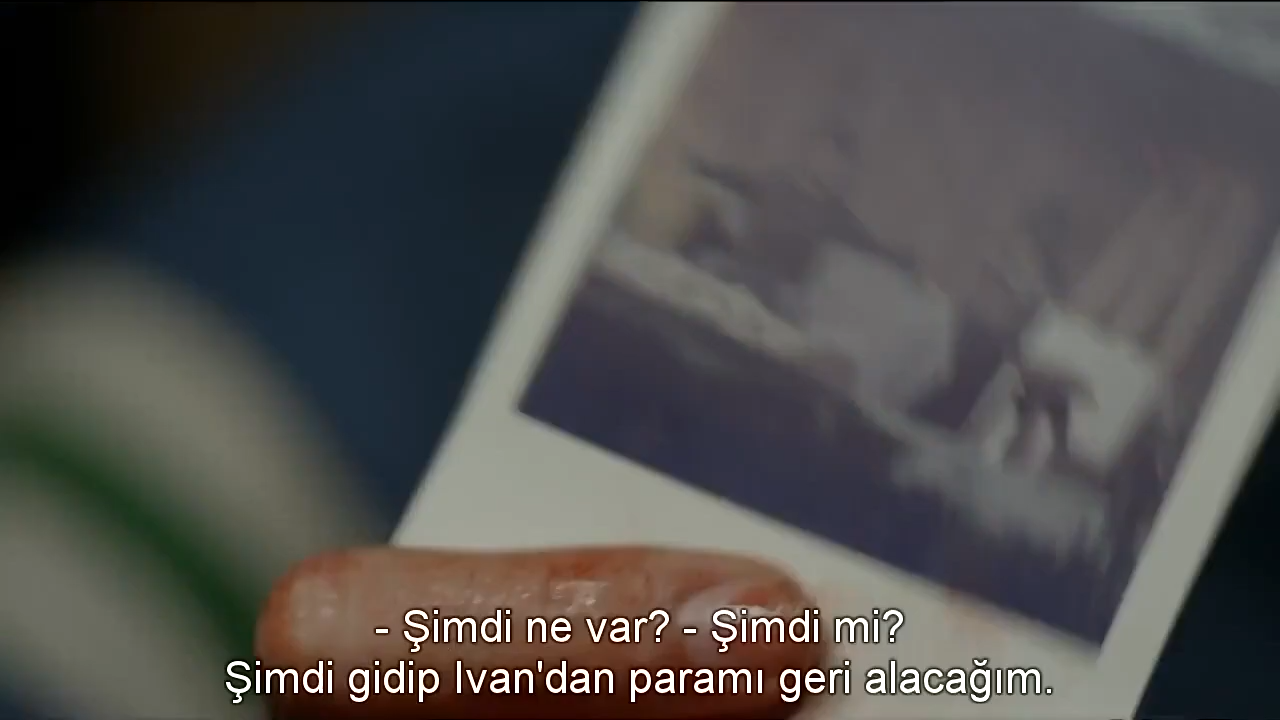 - Şimdi ne var? - Şimdi mi?
Şimdi gidip Ivan'dan paramı geri alacağım.